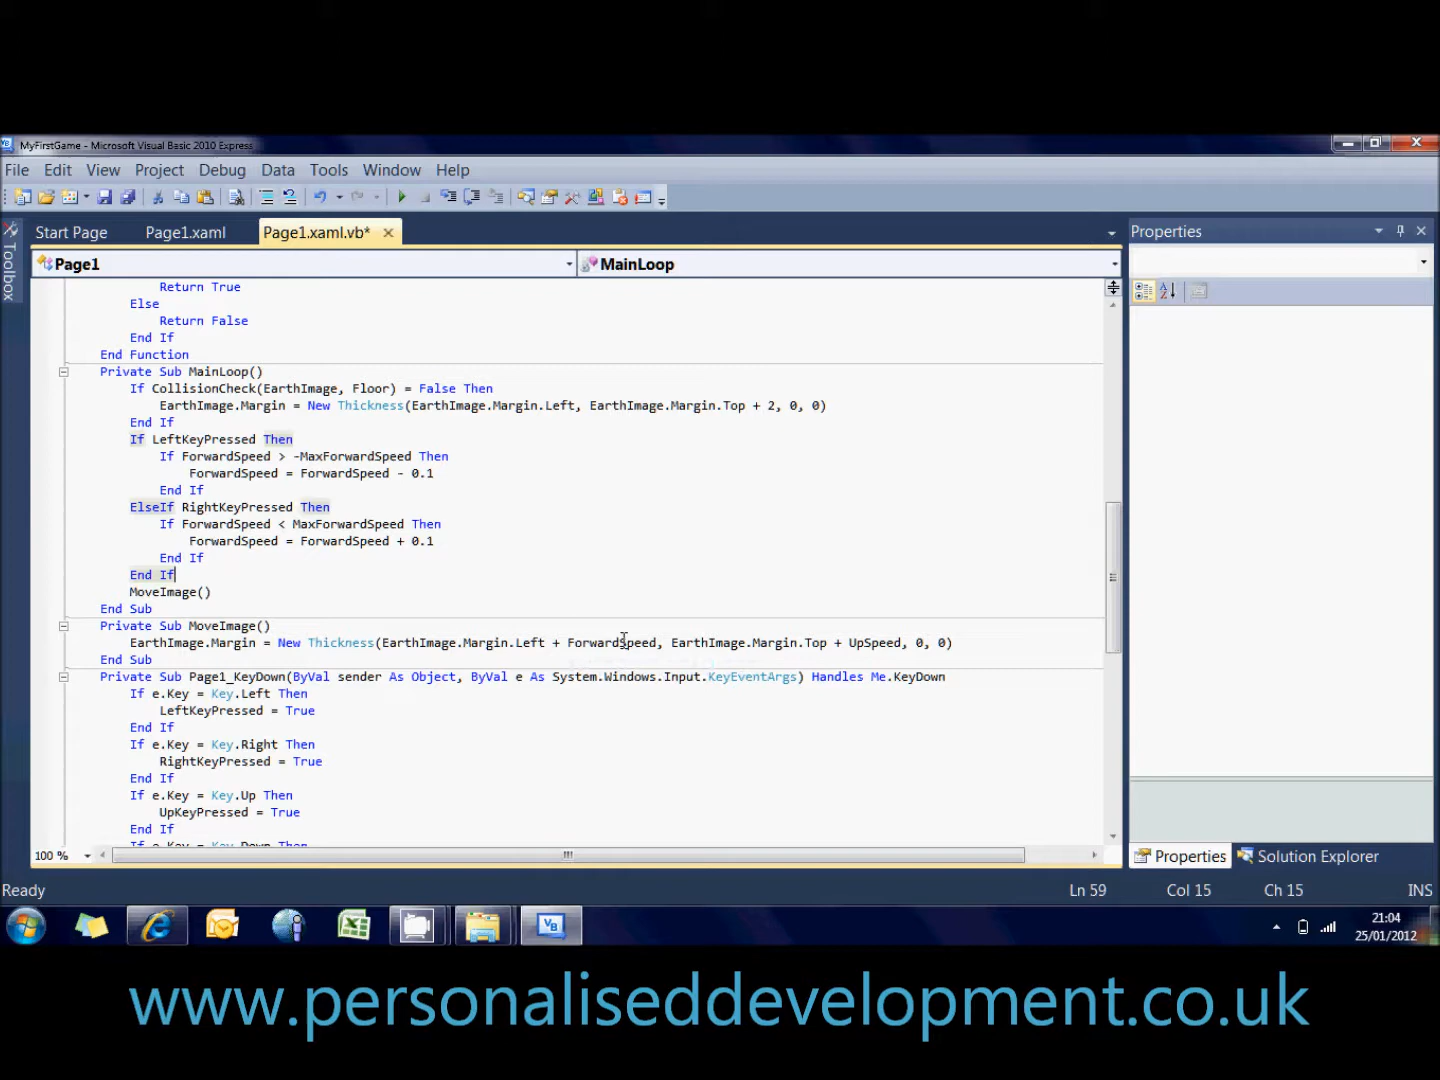 MyFirstGame - Microsoft Visual Basic 2010 Express
File Edit View Project Debug Data Tools Window Help
Start Page Page1.xaml Page1.xaml.vb*
Properties
Toolbox
Page1 MainLoop
Return True
Else
Return False
End If
End Function
Private Sub MainLoop()
If CollisionCheck(EarthImage, Floor) = False Then
EarthImage.Margin = New Thickness(EarthImage.Margin.Left, EarthImage.Margin.Top + 2, 0, 0)
End If
If LeftKeyPressed Then
If ForwardSpeed > -MaxForwardSpeed Then
ForwardSpeed = ForwardSpeed - 0.1
End If
ElseIf RightKeyPressed Then
If ForwardSpeed < MaxForwardSpeed Then
ForwardSpeed = ForwardSpeed + 0.1
End If
End If
MoveImage()
End Sub
Private Sub MoveImage()
EarthImage.Margin = New Thickness(EarthImage.Margin.Left + ForwardSpeed, EarthImage.Margin.Top + UpSpeed, 0, 0)
End Sub
Private Sub Page1_KeyDown(ByVal sender As Object, ByVal e As System.Windows.Input.KeyEventArgs) Handles Me.KeyDown
If e.Key = Key.Left Then
LeftKeyPressed = True
End If
If e.Key = Key.Right Then
RightKeyPressed = True
End If
If e.Key = Key.Up Then
UpKeyPressed = True
End If
If e.Key = Key.Down Then
100 %
Properties Solution Explorer
Ready Ln 59 Col 15 Ch 15 INS
21:04
25/01/2012
www.personaliseddevelopment.co.uk